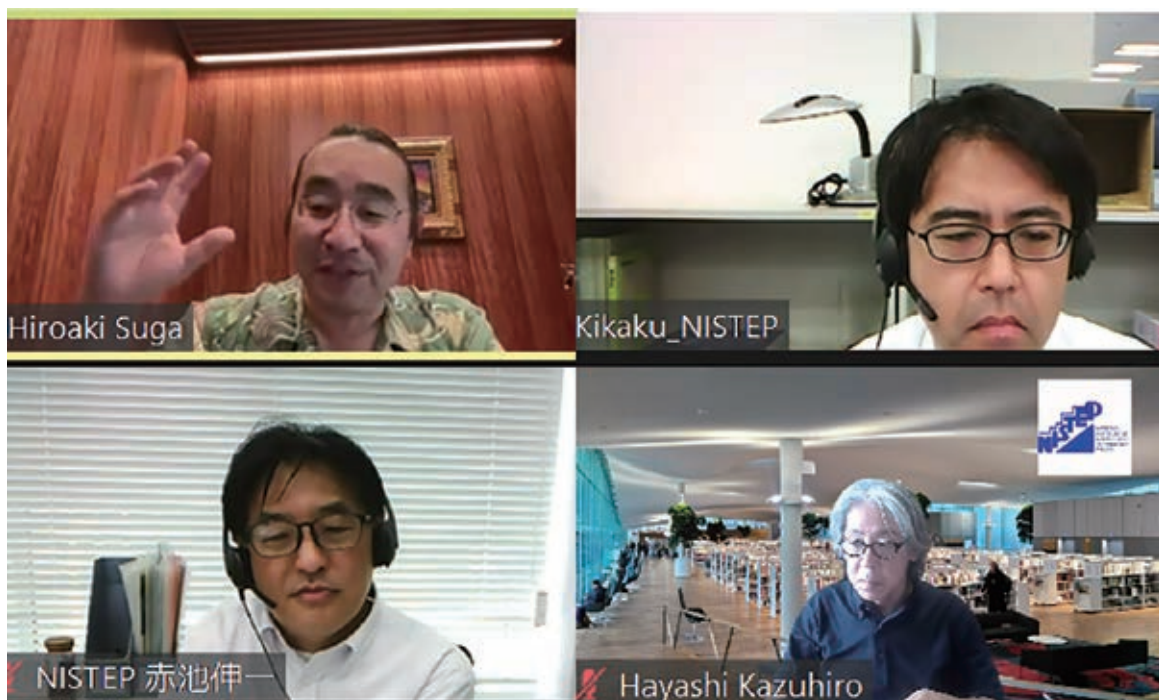 Hiroaki Suga
Kikaku_NISTEP
NISTEP
NISTEP 赤池伸一
Hayashi Kazuhiro